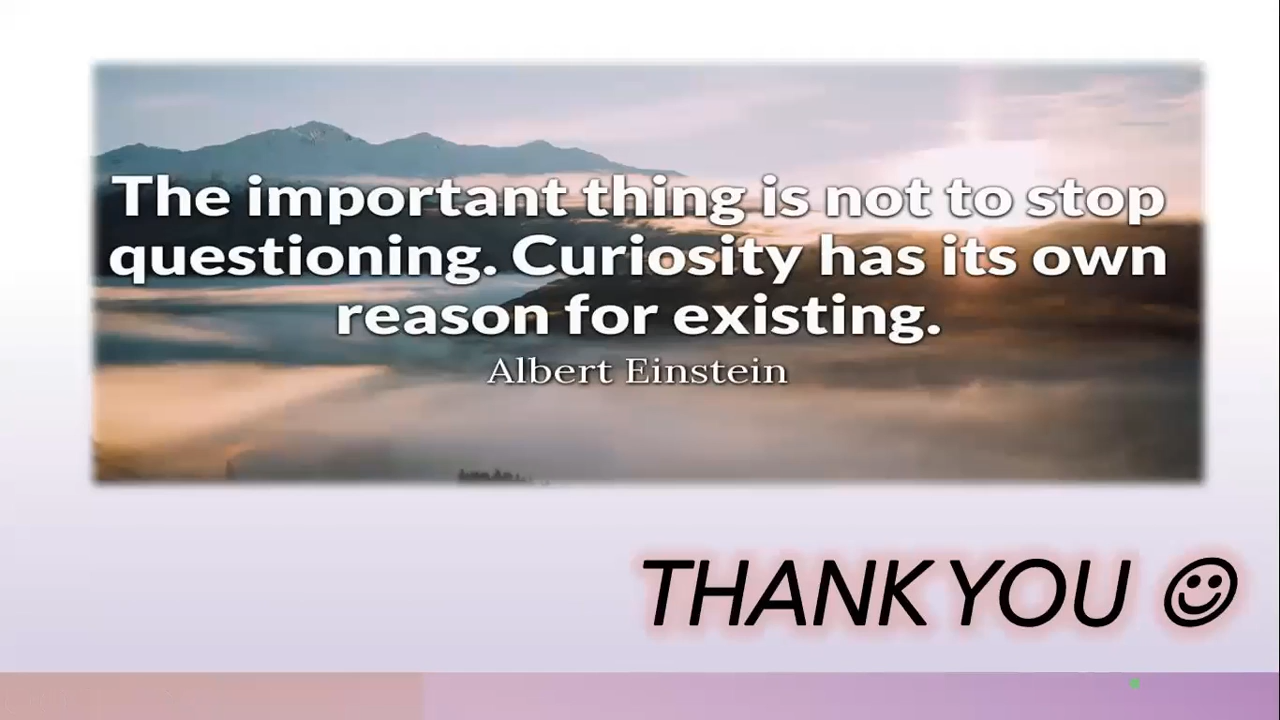 The important thing is not to stop
questioning. Curiosity has its own
reason for existing.
Albert Einstein
THANK YOU ☺